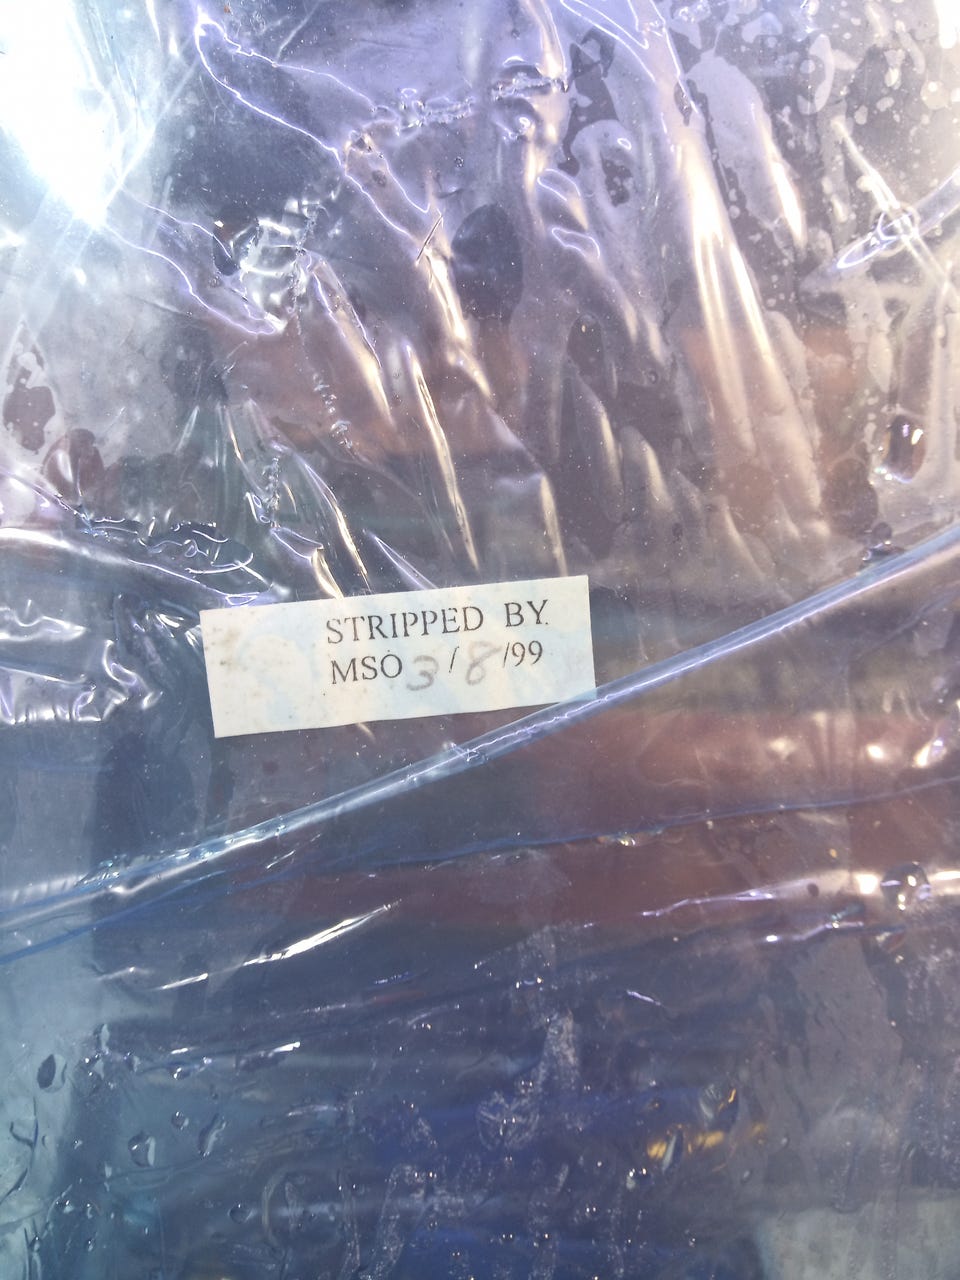 STRIPPED BY.
MSO 3/8/99